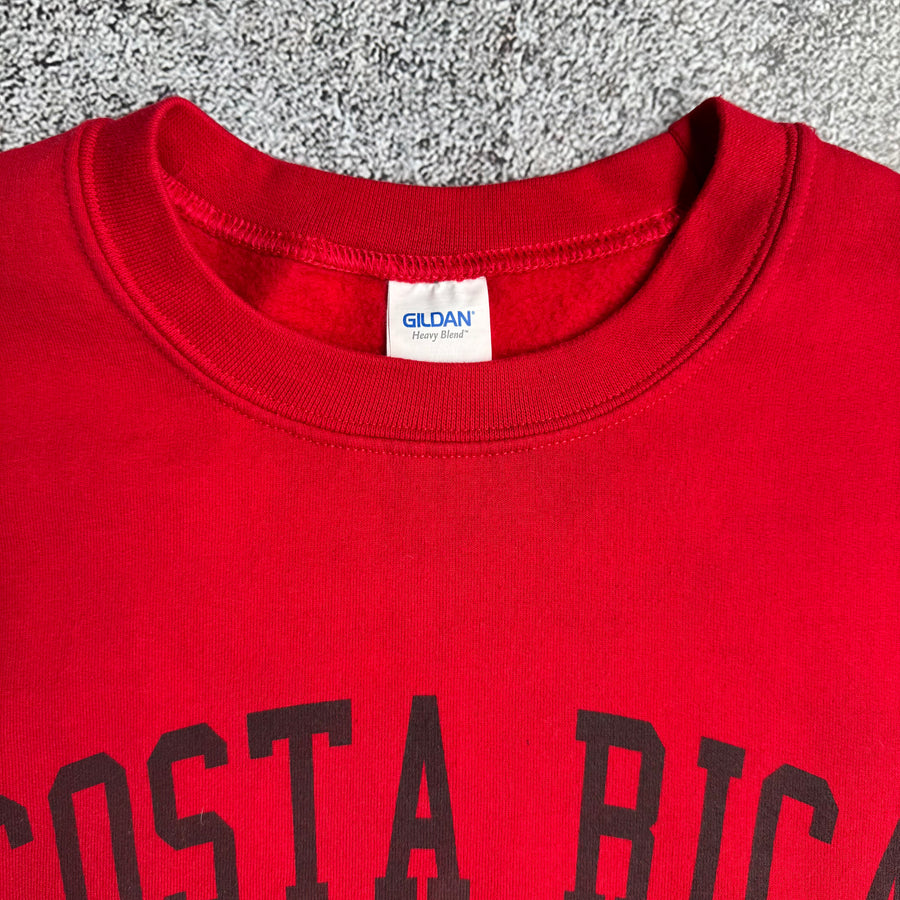 GILDAN®
Heavy Blend™
COSTA RICA